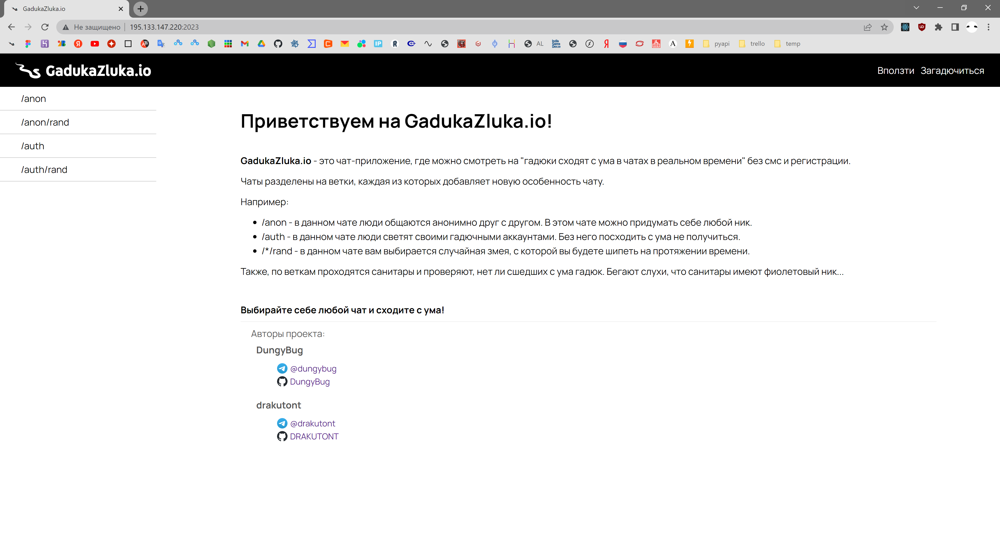 GadukaZluka.io
Не защищено 195.133.147.220:2023
AL
pyapi
trello
temp
GadukaZluka.io
Вползти Загадючиться
/anon
/anon/rand
/auth
/auth/rand
Приветствуем на GadukaZluka.io!
GadukaZluka.io - это чат-приложение, где можно смотреть на "гадюки сходят с ума в чатах в реальном времени" без смс и регистрации.
Чаты разделены на ветки, каждая из которых добавляет новую особенность чату.
Например:
• /anon - в данном чате люди общаются анонимно друг с другом. В этом чате можно придумать себе любой ник.
• /auth - в данном чате люди светят своими гадючными аккаунтами. Без него посходить с ума не получиться.
• /*/rand - в данном чате вам выбирается случайная змея, с которой вы будете шипеть на протяжении времени.
Также, по веткам проходятся санитары и проверяют, нет ли сшедших с ума гадюк. Бегают слухи, что санитары имеют фиолетовый ник...
Выбирайте себе любой чат и сходите с ума!
Авторы проекта:
DungyBug
@dungybug
DungyBug
drakutont
@drakutont
DRAKUTONT